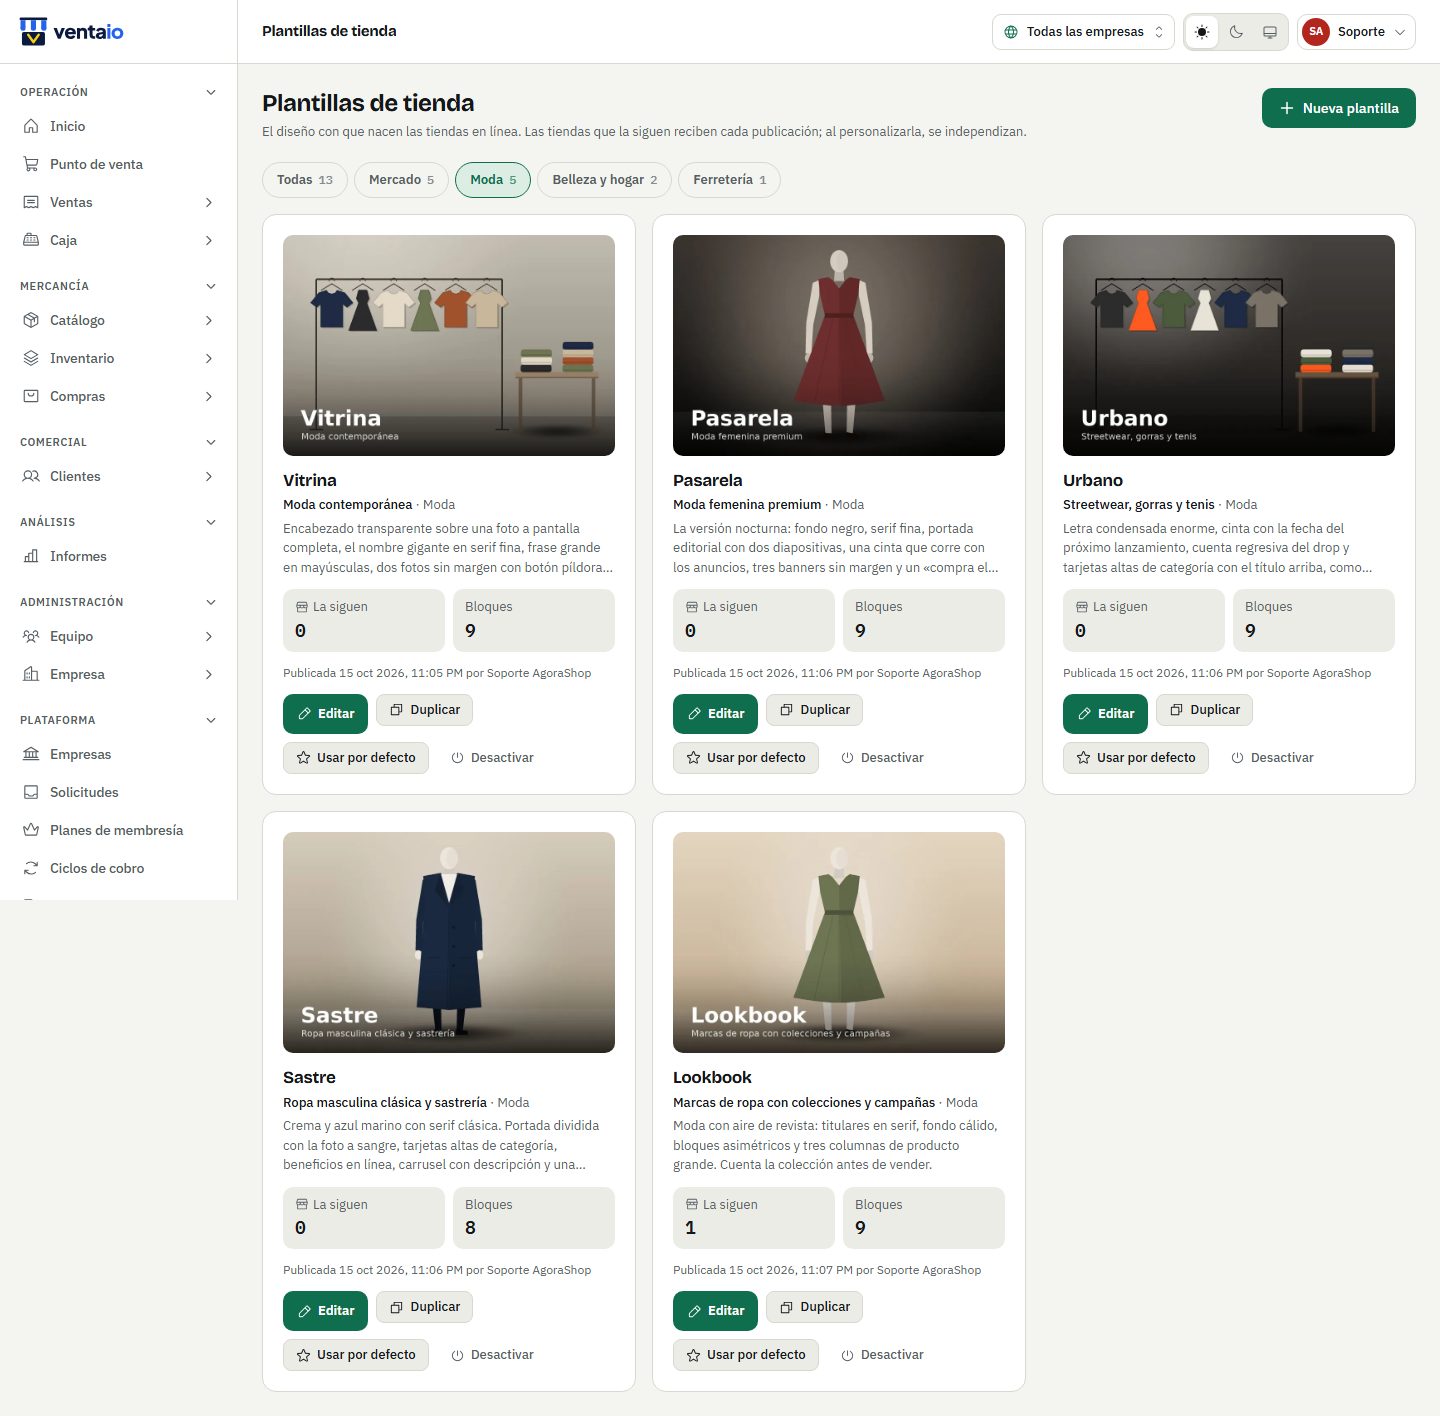 ventaio
Plantillas de tienda
Todas las empresas
SA
Soporte
OPERACIÓN
Inicio
Punto de venta
Ventas
Caja
MERCANCÍA
Catálogo
Inventario
Compras
COMERCIAL
Clientes
ANÁLISIS
Informes
ADMINISTRACIÓN
Equipo
Empresa
PLATAFORMA
Empresas
Solicitudes
Planes de membresía
Ciclos de cobro
Plantillas de tienda
El diseño con que nacen las tiendas en línea. Las tiendas que la siguen reciben cada publicación; al personalizarla, se independizan.
Nueva plantilla
Todas 13
Mercado 5
Moda 5
Belleza y hogar 2
Ferretería 1
Vitrina
Moda contemporánea
Vitrina
Moda contemporánea · Moda
Encabezado transparente sobre una foto a pantalla
completa, el nombre gigante en serif fina, frase grande
en mayúsculas, dos fotos sin margen con botón píldora...
La siguen
0
Bloques
9
Publicada 15 oct 2026, 11:05 PM por Soporte AgoraShop
Editar
Duplicar
Usar por defecto
Desactivar
Pasarela
Moda femenina premium
Pasarela
Moda femenina premium · Moda
La versión nocturna: fondo negro, serif fina, portada
editorial con dos diapositivas, una cinta que corre con
los anuncios, tres banners sin margen y un «compra el...
La siguen
0
Bloques
9
Publicada 15 oct 2026, 11:06 PM por Soporte AgoraShop
Editar
Duplicar
Usar por defecto
Desactivar
Urbano
Streetwear, gorras y tenis
Urbano
Streetwear, gorras y tenis · Moda
Letra condensada enorme, cinta con la fecha del
próximo lanzamiento, cuenta regresiva del drop y
tarjetas altas de categoría con el título arriba, como...
La siguen
0
Bloques
9
Publicada 15 oct 2026, 11:06 PM por Soporte AgoraShop
Editar
Duplicar
Usar por defecto
Desactivar
Sastre
Ropa masculina clásica y sastrería
Sastre
Ropa masculina clásica y sastrería · Moda
Crema y azul marino con serif clásica. Portada dividida
con la foto a sangre, tarjetas altas de categoría,
beneficios en línea, carrusel con descripción y una...
La siguen
0
Bloques
8
Publicada 15 oct 2026, 11:06 PM por Soporte AgoraShop
Editar
Duplicar
Usar por defecto
Desactivar
Lookbook
Marcas de ropa con colecciones y campañas
Lookbook
Marcas de ropa con colecciones y campañas · Moda
Moda con aire de revista: titulares en serif, fondo cálido,
bloques asimétricos y tres columnas de producto
grande. Cuenta la colección antes de vender.
La siguen
1
Bloques
9
Publicada 15 oct 2026, 11:07 PM por Soporte AgoraShop
Editar
Duplicar
Usar por defecto
Desactivar